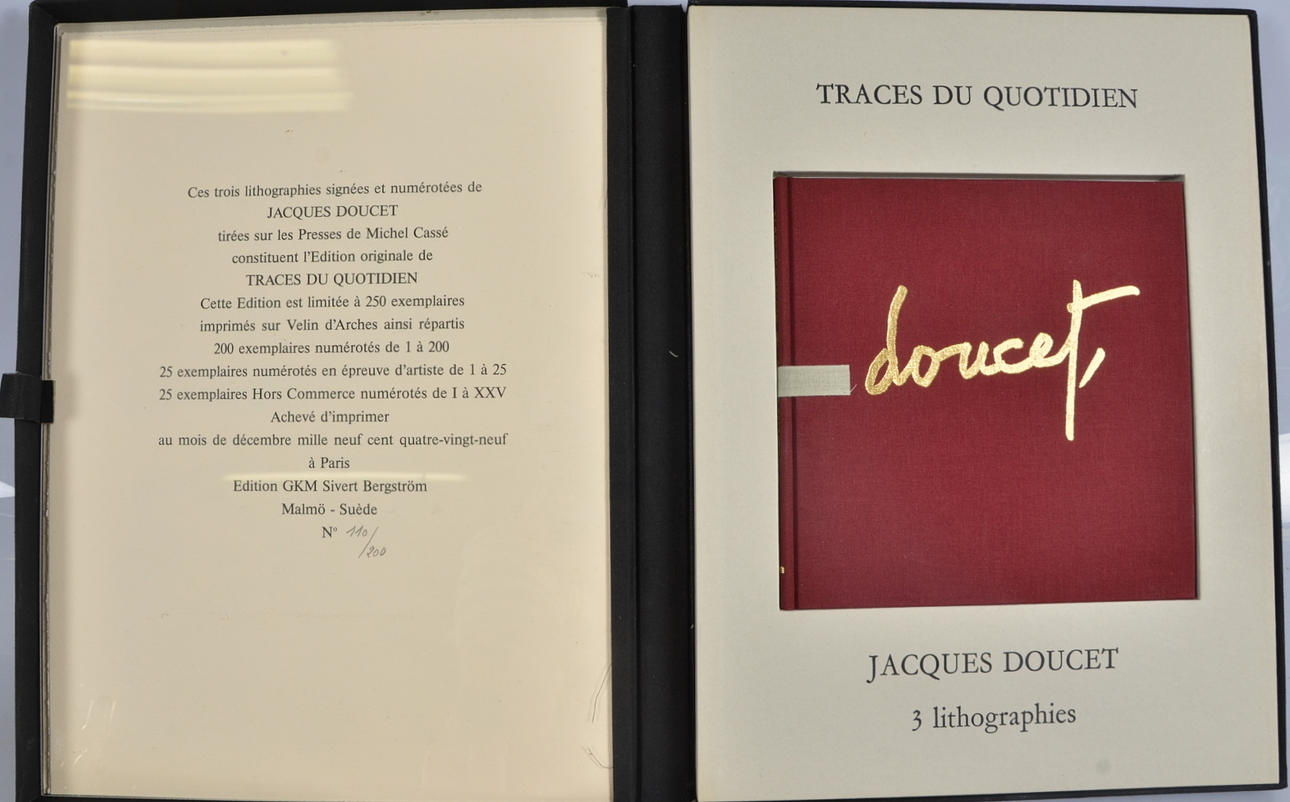 Ces trois lithographies signées et numérotées de
JACQUES DOUCET
tirées sur les Presses de Michel Cassé
constituent l'Edition originale de
TRACES DU QUOTIDIEN
Cette Edition est limitée à 250 exemplaires
imprimés sur Velin d'Arches ainsi répartis
200 exemplaires numérotés de 1 à 200
25 exemplaires numérotés en épreuve d'artiste de 1 à 25
25 exemplaires Hors Commerce numérotés de I à XXV
Achevé d'imprimer
au mois de décembre mille neuf cent quatre-vingt-neuf
à Paris
Edition GKM Sivert Bergström
Malmö - Suède
N° 110/200
TRACES DU QUOTIDIEN
doucet,
JACQUES DOUCET
3 lithographies